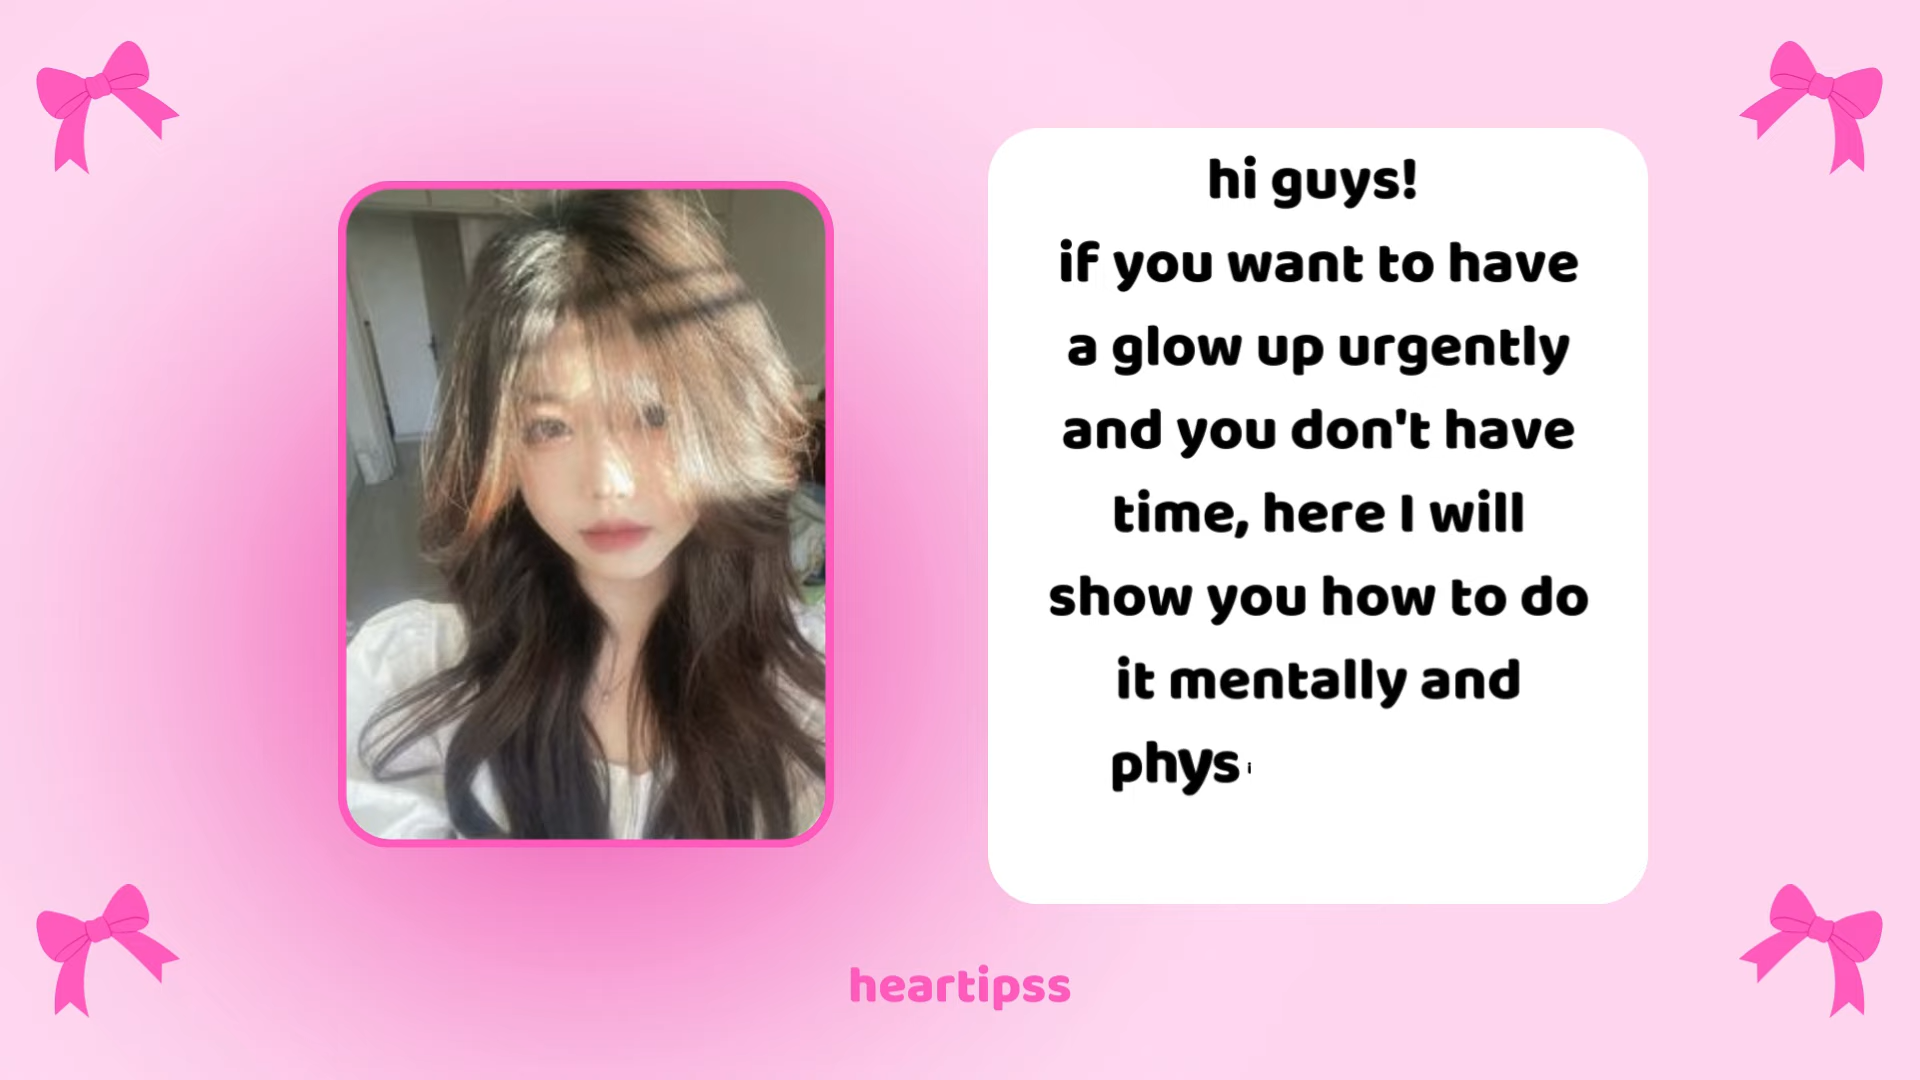 hi guys!
if you want to have
a glow up urgently
and you don't have
time, here I will
show you how to do
it mentally and
physi
heartipss